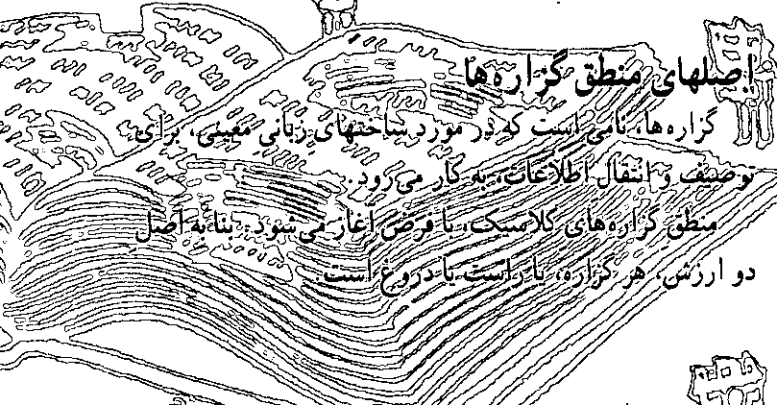 اصلهای منطق گزاره‌ها
گزاره‌ها، نامی است که در مورد ساختهای زبانی معینی، برای
توصیف و انتقال اطلاعات، به کار می‌رود.
منطق گزاره‌های کلاسیک، با فرض آغاز می‌شود. بنا به اصل
دو ارزش، هر گزاره، یا راست یا دروغ است.